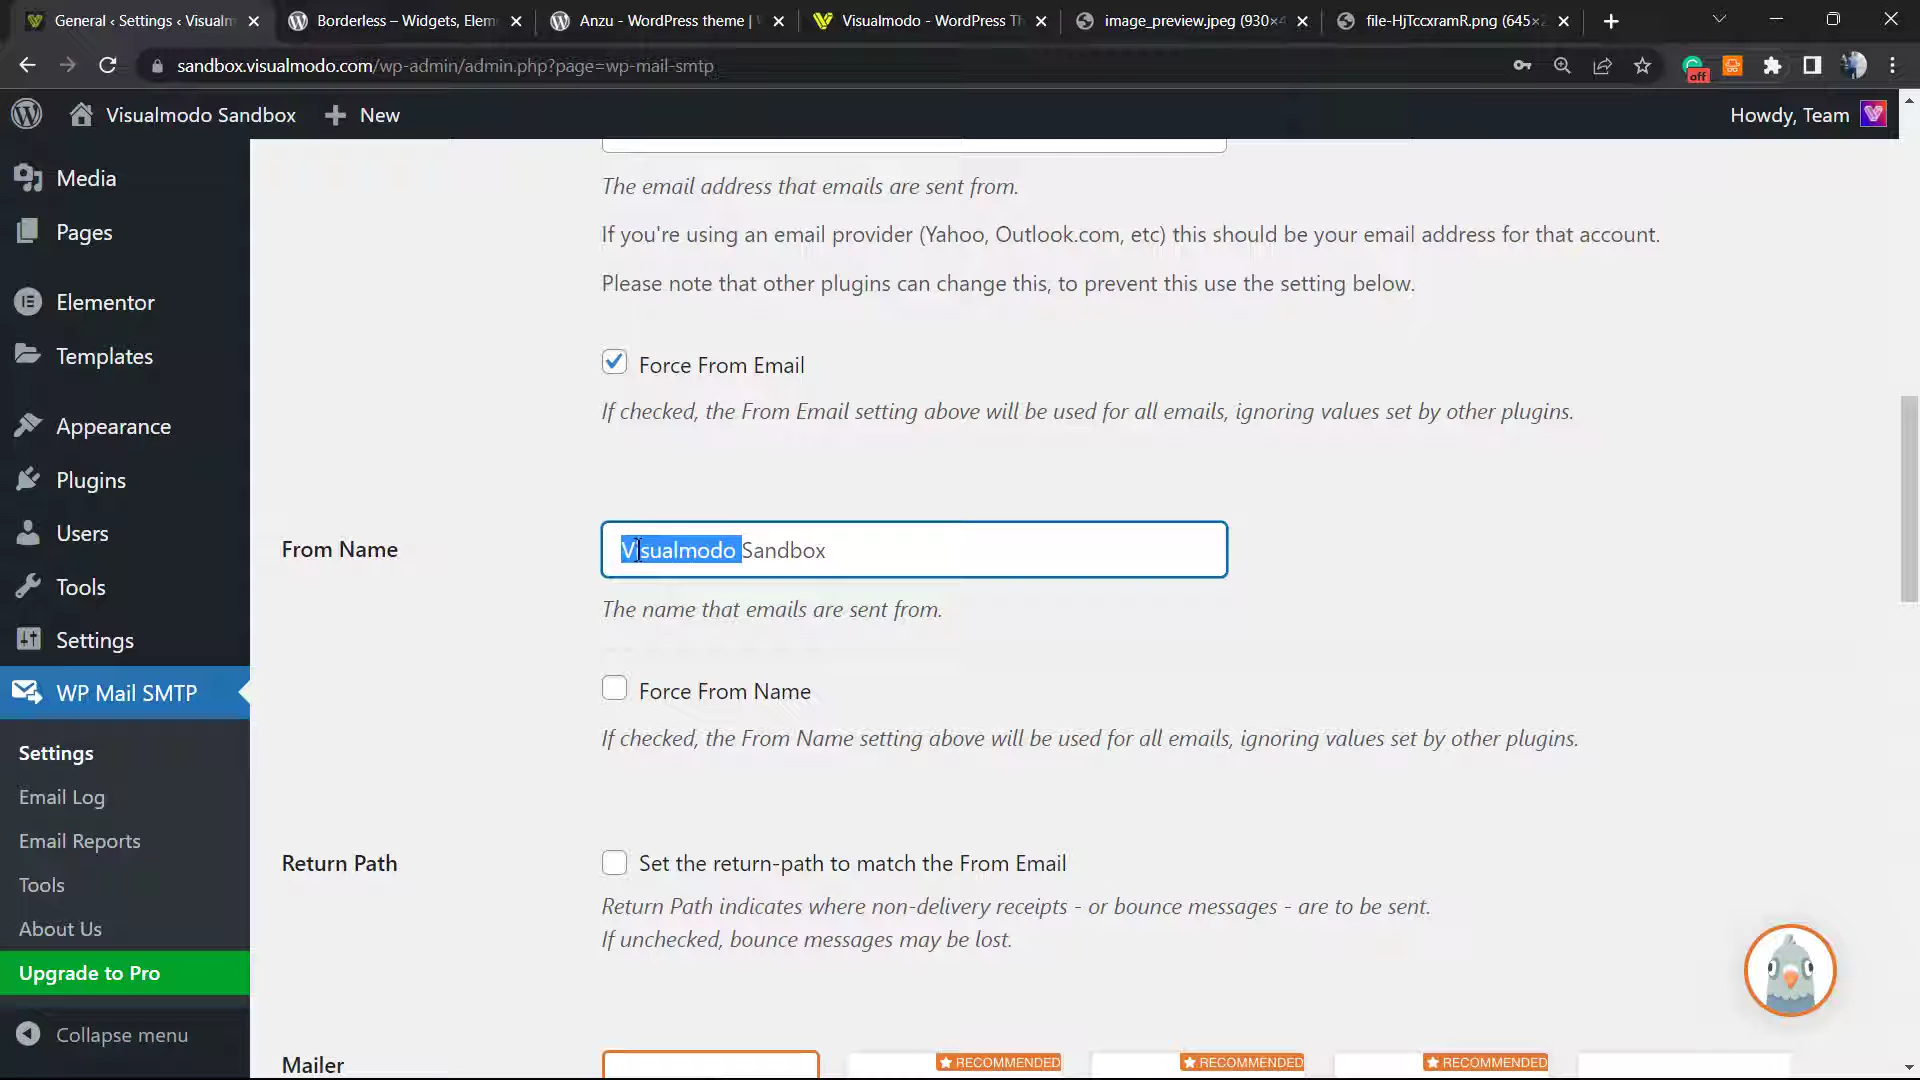 General ‹ Settings ‹ Visualm
Borderless – Widgets, Elem
Anzu - WordPress theme |
Visualmodo - WordPress Th
image_preview.jpeg (930×4
file-HjTccxramR.png (645×2
sandbox.visualmodo.com/wp-admin/admin.php?page=wp-mail-smtp
off
Visualmodo Sandbox
New
Howdy, Team
Media
Pages
Elementor
Templates
Appearance
Plugins
Users
Tools
Settings
WP Mail SMTP
Settings
Email Log
Email Reports
Tools
About Us
Upgrade to Pro
Collapse menu
The email address that emails are sent from.
If you're using an email provider (Yahoo, Outlook.com, etc) this should be your email address for that account.
Please note that other plugins can change this, to prevent this use the setting below.
Force From Email
If checked, the From Email setting above will be used for all emails, ignoring values set by other plugins.
From Name
Visualmodo Sandbox
The name that emails are sent from.
Force From Name
If checked, the From Name setting above will be used for all emails, ignoring values set by other plugins.
Return Path
Set the return-path to match the From Email
Return Path indicates where non-delivery receipts - or bounce messages - are to be sent.
If unchecked, bounce messages may be lost.
Mailer
RECOMMENDED
RECOMMENDED
RECOMMENDED